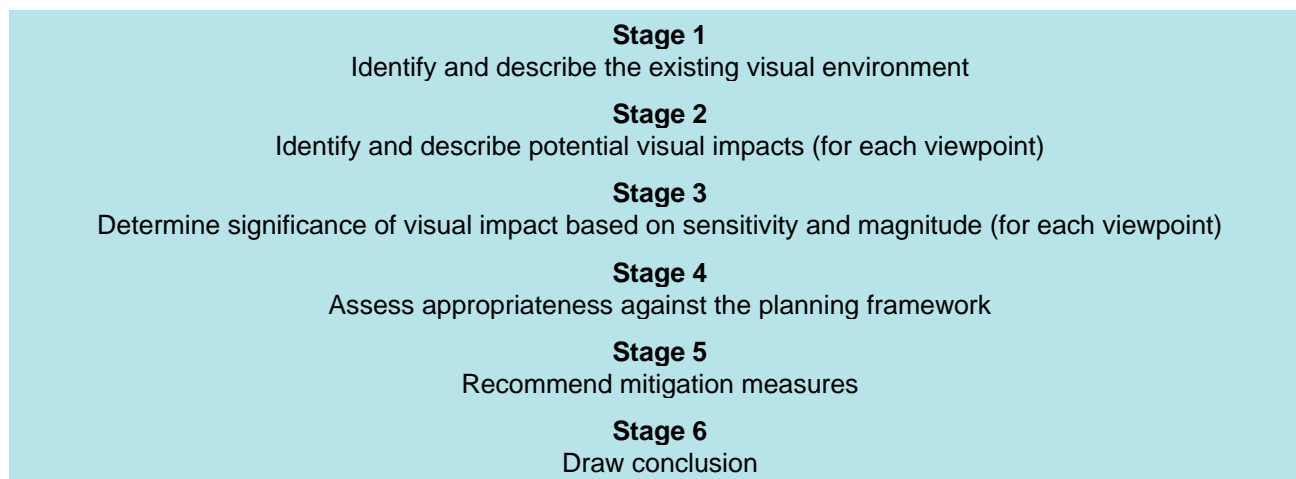 Stage 1
Identify and describe the existing visual environment
Stage 2
Identify and describe potential visual impacts (for each viewpoint)
Stage 3
Determine significance of visual impact based on sensitivity and magnitude (for each viewpoint)
Stage 4
Assess appropriateness against the planning framework
Stage 5
Recommend mitigation measures
Stage 6
Draw conclusion